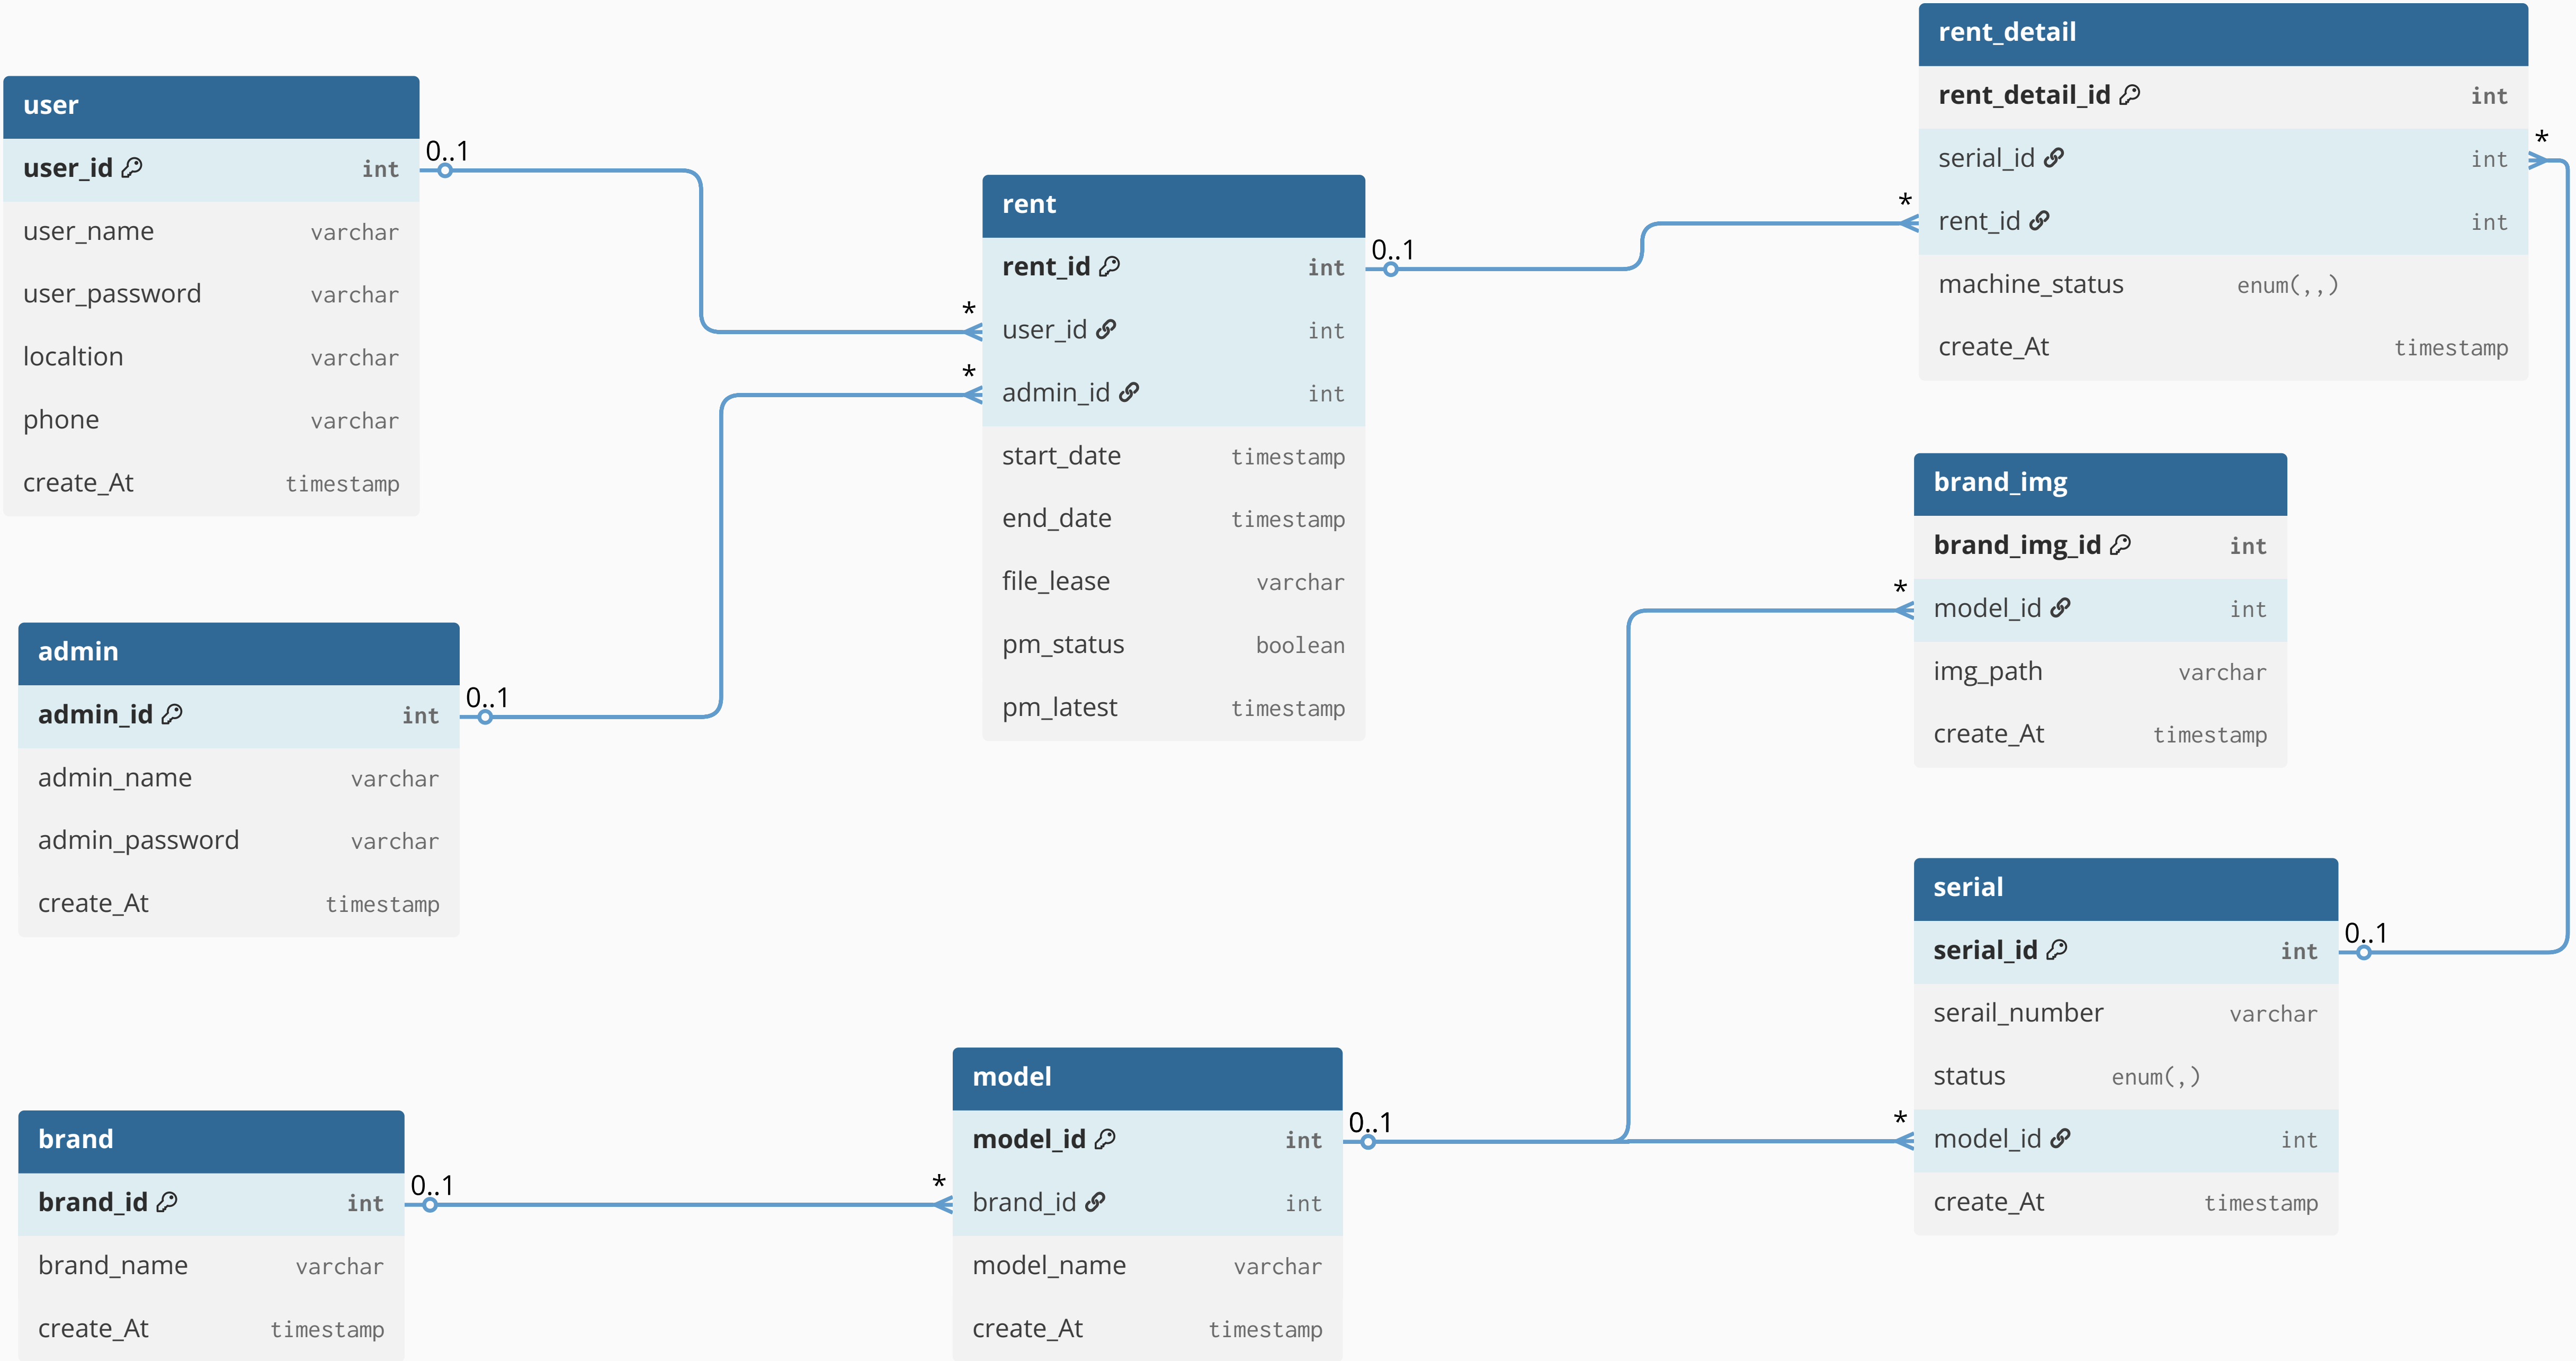 user
user_id int
user_name varchar
user_password varchar
localtion varchar
phone varchar
create_At timestamp
0..1
*
admin
admin_id int
admin_name varchar
admin_password varchar
create_At timestamp
0..1
*
brand
brand_id int
brand_name varchar
create_At timestamp
0..1
*
rent
rent_id int
user_id int
admin_id int
start_date timestamp
end_date timestamp
file_lease varchar
pm_status boolean
pm_latest timestamp
0..1
*
model
model_id int
brand_id int
model_name varchar
create_At timestamp
0..1
*
*
rent_detail
rent_detail_id int
serial_id int
rent_id int
machine_status enum(,,)
create_At timestamp
*
brand_img
brand_img_id int
model_id int
img_path varchar
create_At timestamp
serial
serial_id int
serail_number varchar
status enum(,)
model_id int
create_At timestamp
0..1